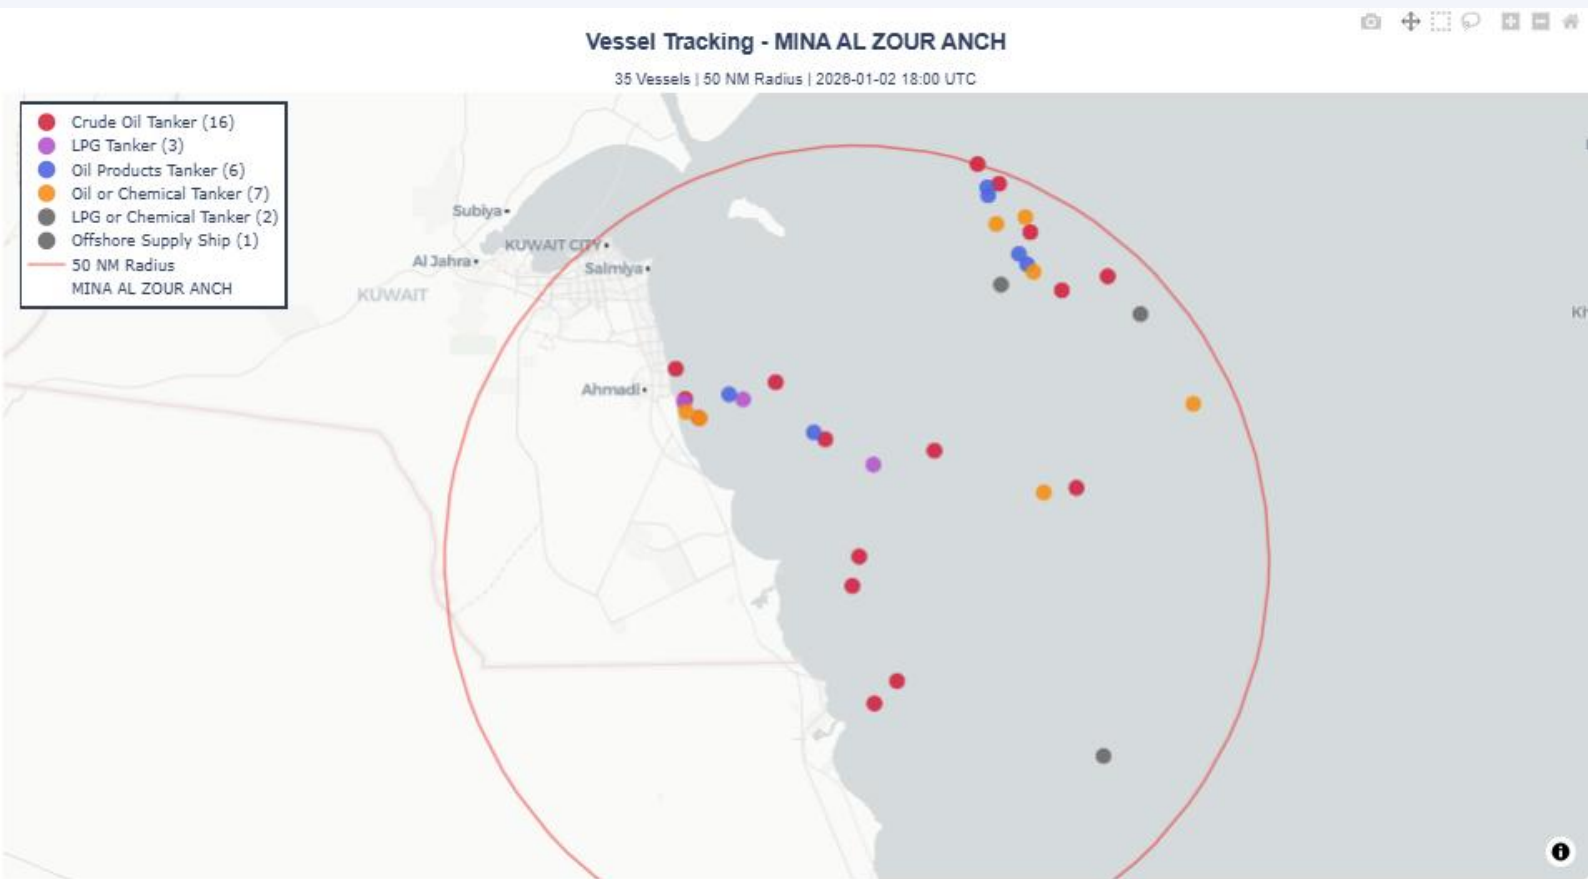 Vessel Tracking - MINA AL ZOUR ANCH
35 Vessels | 50 NM Radius | 2026-01-02 18:00 UTC
Crude Oil Tanker (16)
LPG Tanker (3)
Oil Products Tanker (6)
Oil or Chemical Tanker (7)
LPG or Chemical Tanker (2)
Offshore Supply Ship (1)
50 NM Radius
MINA AL ZOUR ANCH
Subiya
KUWAIT CITY
Al Jahra
Salmiya
KUWAIT
Kh
Ahmadi